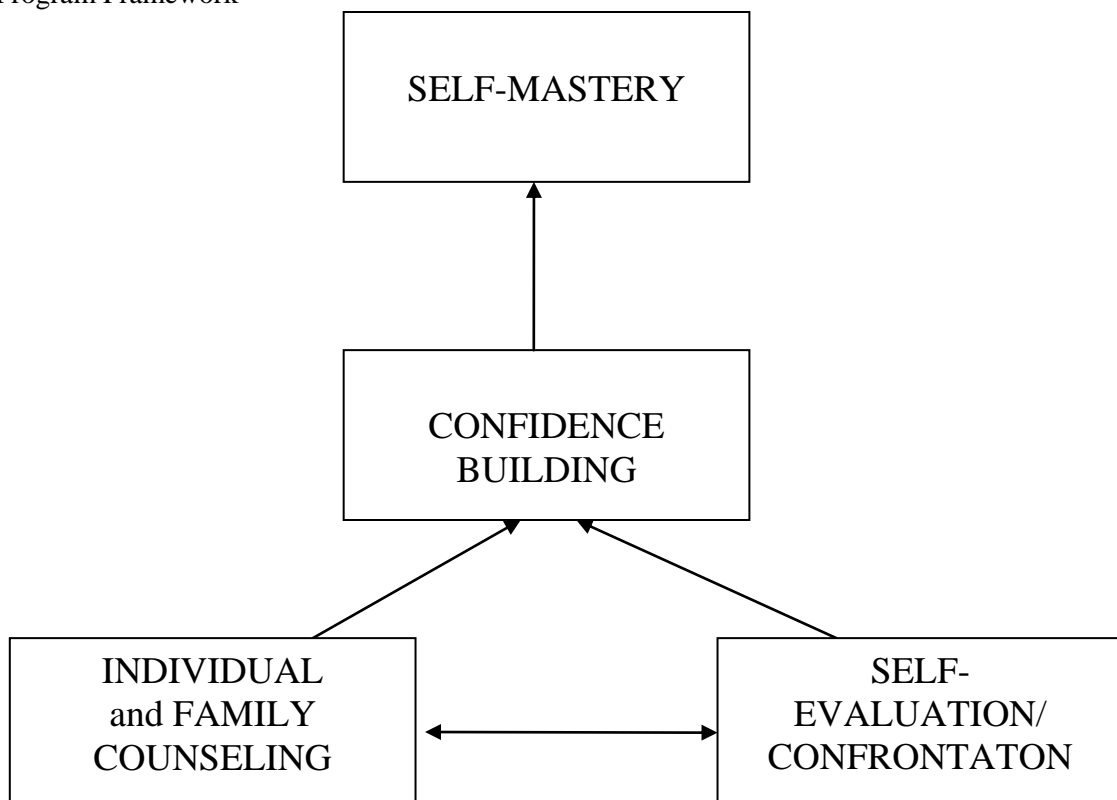 Program Framework
SELF-MASTERY
CONFIDENCE
BUILDING
INDIVIDUAL
and FAMILY
COUNSELING
SELF-
EVALUATION/
CONFRONTATON